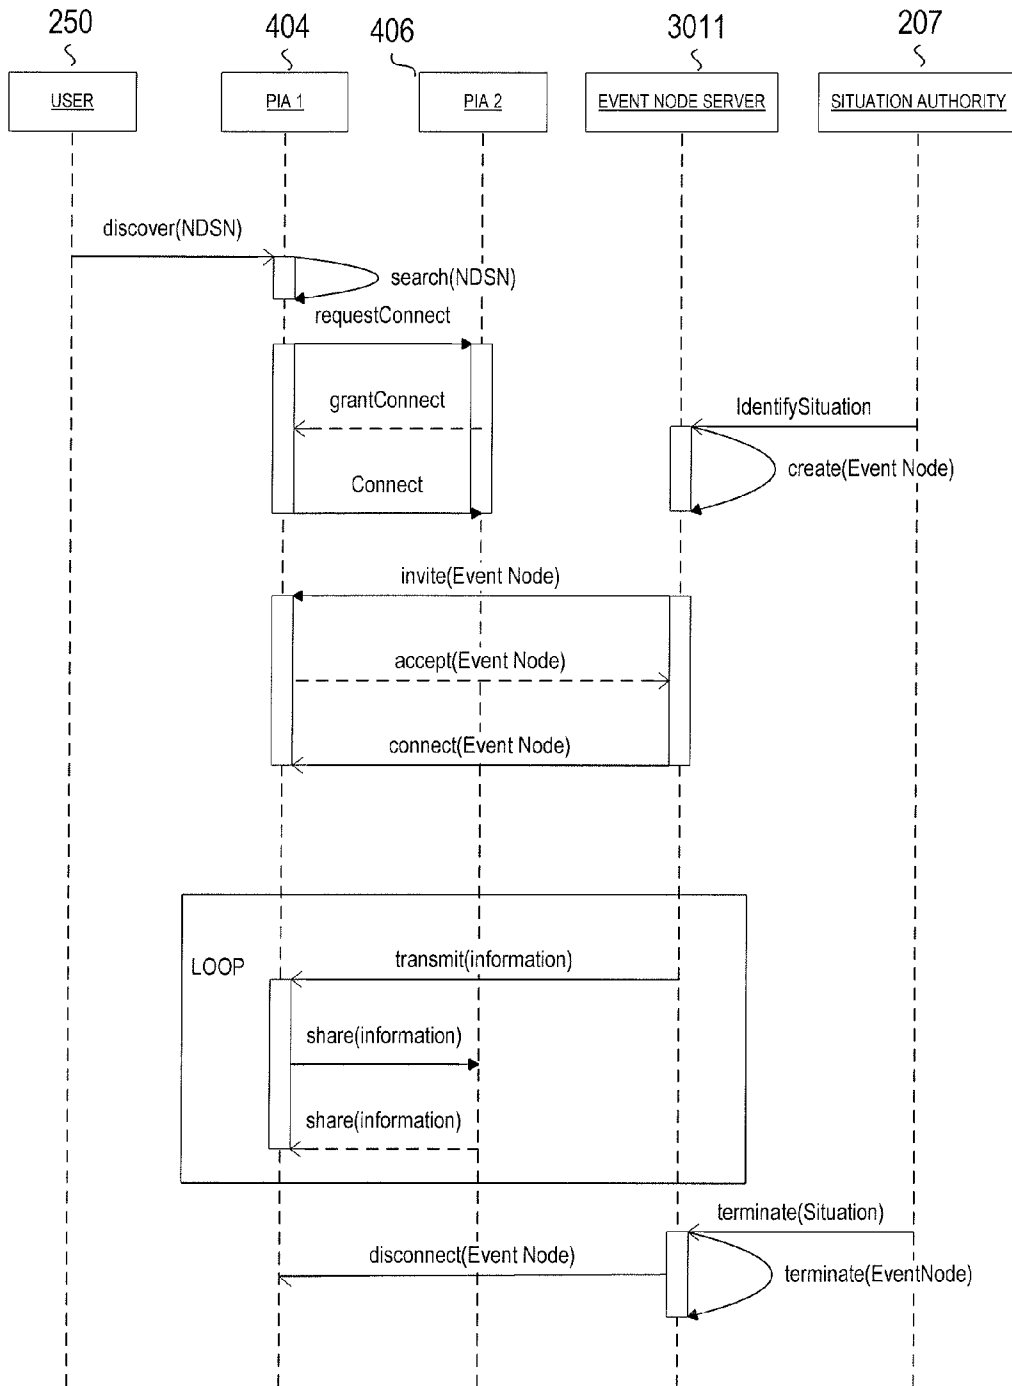 250
404
406
3011
207
USER
PIA 1
PIA 2
EVENT NODE SERVER
SITUATION AUTHORITY
discover(NDSN)
search(NDSN)
requestConnect
grantConnect
IdentifySituation
create(Event Node)
Connect
invite(Event Node)
accept(Event Node)
connect(Event Node)
LOOP
transmit(information)
share(information)
share(information)
terminate(Situation)
disconnect(Event Node)
terminate(EventNode)